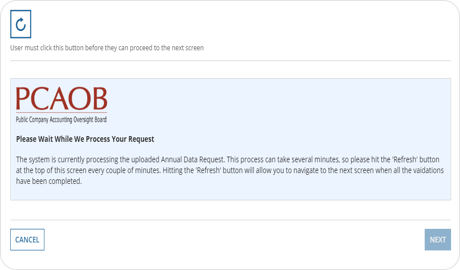 User must click this button before they can proceed to the next screen
PCAOB
Public Company Accounting Oversight Board
Please Wait While We Process Your Request
The system is currently processing the uploaded Annual Data Request. This process can take several minutes, so please hit the 'Refresh' button
at the top of this screen every couple of minutes. Hitting the 'Refresh' button will allow you to navigate to the next screen when all the vaidations
have been completed.
CANCEL
NEXT